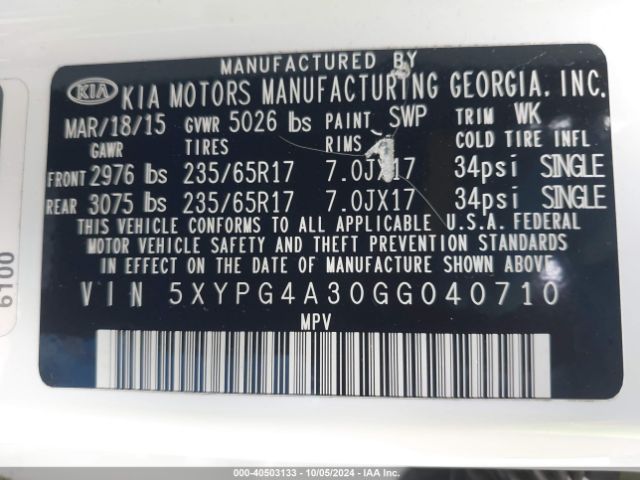 MANUFACTURED BY
KIA KIA MOTORS MANUFACTURING GEORGIA, INC.
MAR/18/15 GVWR 5026 lbs PAINT SWP TRIM WK
GAWR TIRES RIMS COLD TIRE INFL
FRONT 2976 lbs 235/65R17 7.0JX17 34psi SINGLE
REAR 3075 lbs 235/65R17 7.0JX17 34psi SINGLE
THIS VEHICLE CONFORMS TO ALL APPLICABLE U.S.A. FEDERAL
MOTOR VEHICLE SAFETY AND THEFT PREVENTION STANDARDS
IN EFFECT ON THE DATE OF MANUFACTURE SHOWN ABOVE.
VIN 5XYPG4A30GG040710
MPV
6100
000-40503133 - 10/05/2024 - IAA Inc.